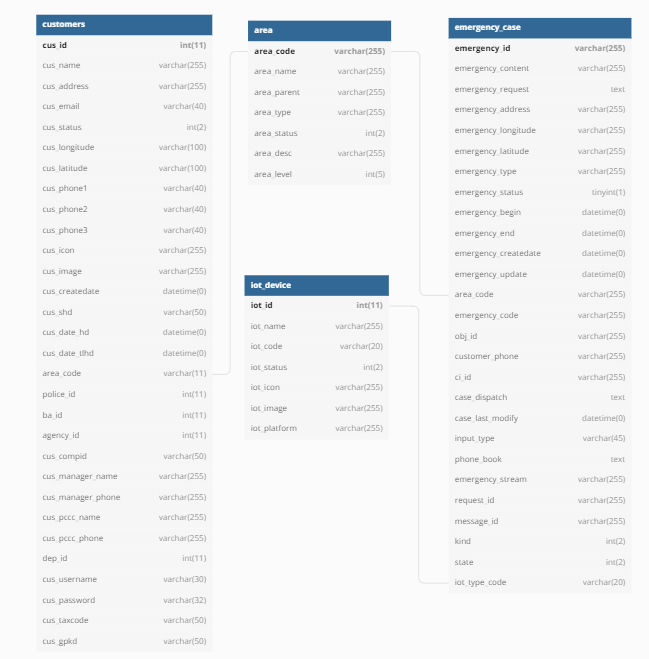 customers
cus_id int(11)
cus_name varchar(255)
cus_address varchar(255)
cus_email varchar(40)
cus_status int(2)
cus_longitude varchar(100)
cus_latitude varchar(100)
cus_phone1 varchar(40)
cus_phone2 varchar(40)
cus_phone3 varchar(40)
cus_icon varchar(255)
cus_image varchar(255)
cus_createdate datetime(0)
cus_shd varchar(50)
cus_date_hd datetime(0)
cus_date_tlhd datetime(0)
area_code varchar(11)
police_id int(11)
ba_id int(11)
agency_id int(11)
cus_compid varchar(50)
cus_manager_name varchar(255)
cus_manager_phone varchar(255)
cus_pccc_name varchar(255)
cus_pccc_phone varchar(255)
dep_id int(11)
cus_username varchar(30)
cus_password varchar(32)
cus_taxcode varchar(50)
cus_gpkd varchar(50)
area
area_code varchar(255)
area_name varchar(255)
area_parent varchar(255)
area_type varchar(255)
area_status int(2)
area_desc varchar(255)
area_level int(5)
iot_device
iot_id int(11)
iot_name varchar(255)
iot_code varchar(20)
iot_status int(2)
iot_icon varchar(255)
iot_image varchar(255)
iot_platform varchar(255)
emergency_case
emergency_id varchar(255)
emergency_content varchar(255)
emergency_request text
emergency_address varchar(255)
emergency_longitude varchar(255)
emergency_latitude varchar(255)
emergency_type varchar(255)
emergency_status tinyint(1)
emergency_begin datetime(0)
emergency_end datetime(0)
emergency_createdate datetime(0)
emergency_update datetime(0)
area_code varchar(255)
emergency_code varchar(255)
obj_id varchar(255)
customer_phone varchar(255)
ci_id varchar(255)
case_dispatch text
case_last_modify datetime(0)
input_type varchar(45)
phone_book text
emergency_stream varchar(255)
request_id varchar(255)
message_id varchar(255)
kind int(2)
state int(2)
iot_type_code varchar(20)